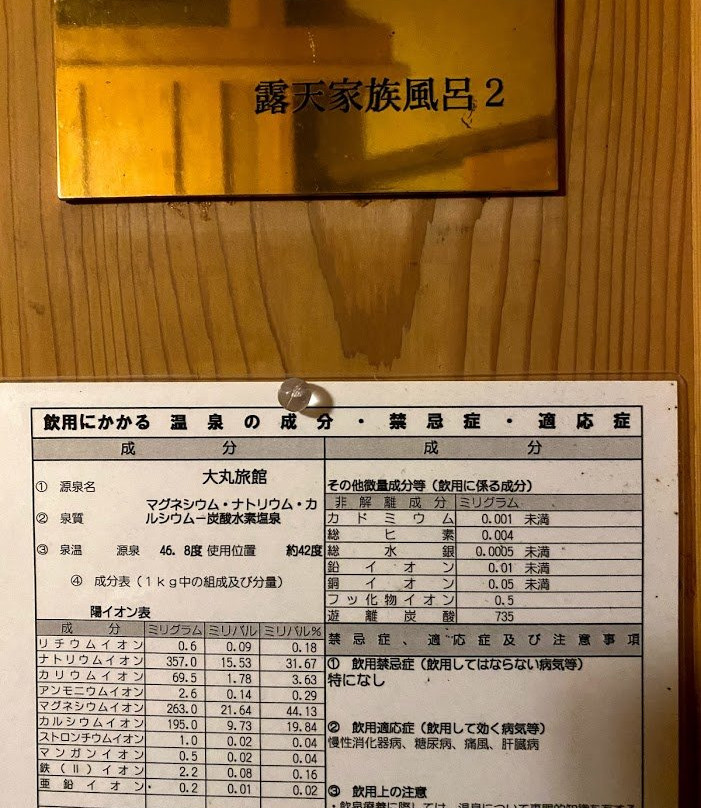 露天家族風呂2
飲用にかかる 温泉の成分・禁忌症・適応症
成 分
① 源泉名 大丸旅館
② 泉質 マグネシウム・ナトリウム・カ
ルシウム−炭酸水素塩泉
③ 泉温 源泉 46.8度 使用位置 約42度
④ 成分表(1kg中の組成及び分量)
陽イオン表
成 分 ミリグラム ミリバル ミリバル%
リチウムイオン 0.6 0.09 0.18
ナトリウムイオン 357.0 15.53 31.67
カリウムイオン 69.5 1.78 3.63
アンモニウムイオン 2.6 0.14 0.29
マグネシウムイオン 263.0 21.64 44.13
カルシウムイオン 195.0 9.73 19.84
ストロンチウムイオン 1.0 0.02 0.04
マンガンイオン 0.5 0.02 0.04
鉄(Ⅱ)イオン 2.2 0.08 0.16
亜鉛イオン 0.2 0.01 0.02
成 分
その他微量成分等(飲用に係る成分)
非解離成分 ミリグラム
カドミウム 0.001 未満
総ヒ素 0.004
総水銀 0.0005 未満
鉛イオン 0.01 未満
銅イオン 0.05 未満
フッ化物イオン 0.5
遊離炭酸 735
禁忌症、適応症及び注意事項
① 飲用禁忌症(飲用してはならない病気等)
特になし
② 飲用適応症(飲用して効く病気等)
慢性消化器病、糖尿病、痛風、肝臓病
③ 飲用上の注意